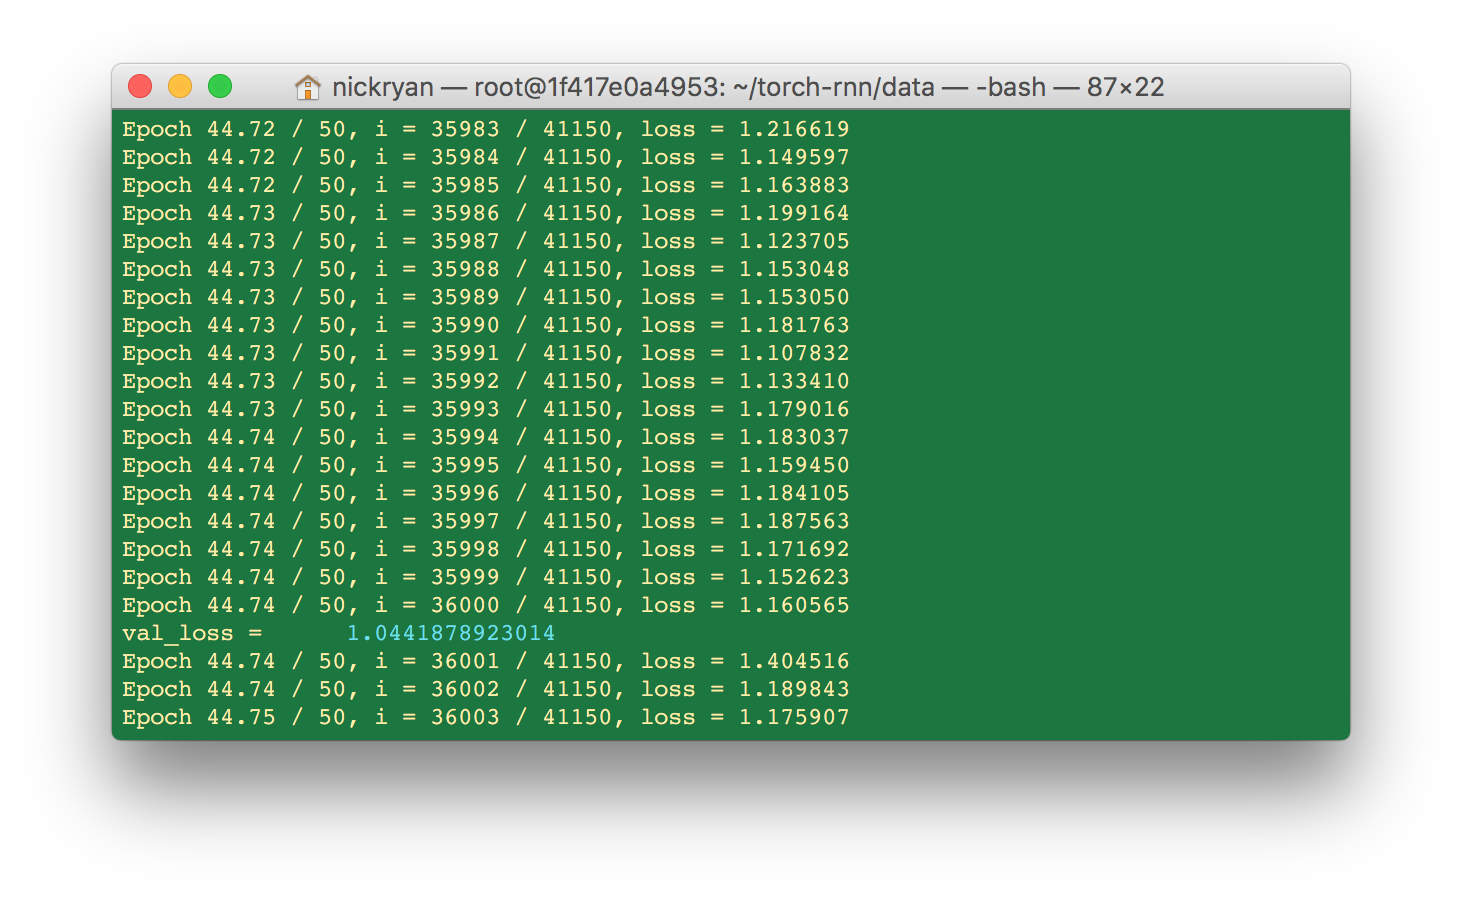 nickryan — root@1f417e0a4953: ~/torch-rnn/data — -bash — 87×22
Epoch 44.72 / 50, i = 35983 / 41150, loss = 1.216619
Epoch 44.72 / 50, i = 35984 / 41150, loss = 1.149597
Epoch 44.72 / 50, i = 35985 / 41150, loss = 1.163883
Epoch 44.73 / 50, i = 35986 / 41150, loss = 1.199164
Epoch 44.73 / 50, i = 35987 / 41150, loss = 1.123705
Epoch 44.73 / 50, i = 35988 / 41150, loss = 1.153048
Epoch 44.73 / 50, i = 35989 / 41150, loss = 1.153050
Epoch 44.73 / 50, i = 35990 / 41150, loss = 1.181763
Epoch 44.73 / 50, i = 35991 / 41150, loss = 1.107832
Epoch 44.73 / 50, i = 35992 / 41150, loss = 1.133410
Epoch 44.73 / 50, i = 35993 / 41150, loss = 1.179016
Epoch 44.74 / 50, i = 35994 / 41150, loss = 1.183037
Epoch 44.74 / 50, i = 35995 / 41150, loss = 1.159450
Epoch 44.74 / 50, i = 35996 / 41150, loss = 1.184105
Epoch 44.74 / 50, i = 35997 / 41150, loss = 1.187563
Epoch 44.74 / 50, i = 35998 / 41150, loss = 1.171692
Epoch 44.74 / 50, i = 35999 / 41150, loss = 1.152623
Epoch 44.74 / 50, i = 36000 / 41150, loss = 1.160565
val_loss =      1.0441878923014
Epoch 44.74 / 50, i = 36001 / 41150, loss = 1.404516
Epoch 44.74 / 50, i = 36002 / 41150, loss = 1.189843
Epoch 44.75 / 50, i = 36003 / 41150, loss = 1.175907